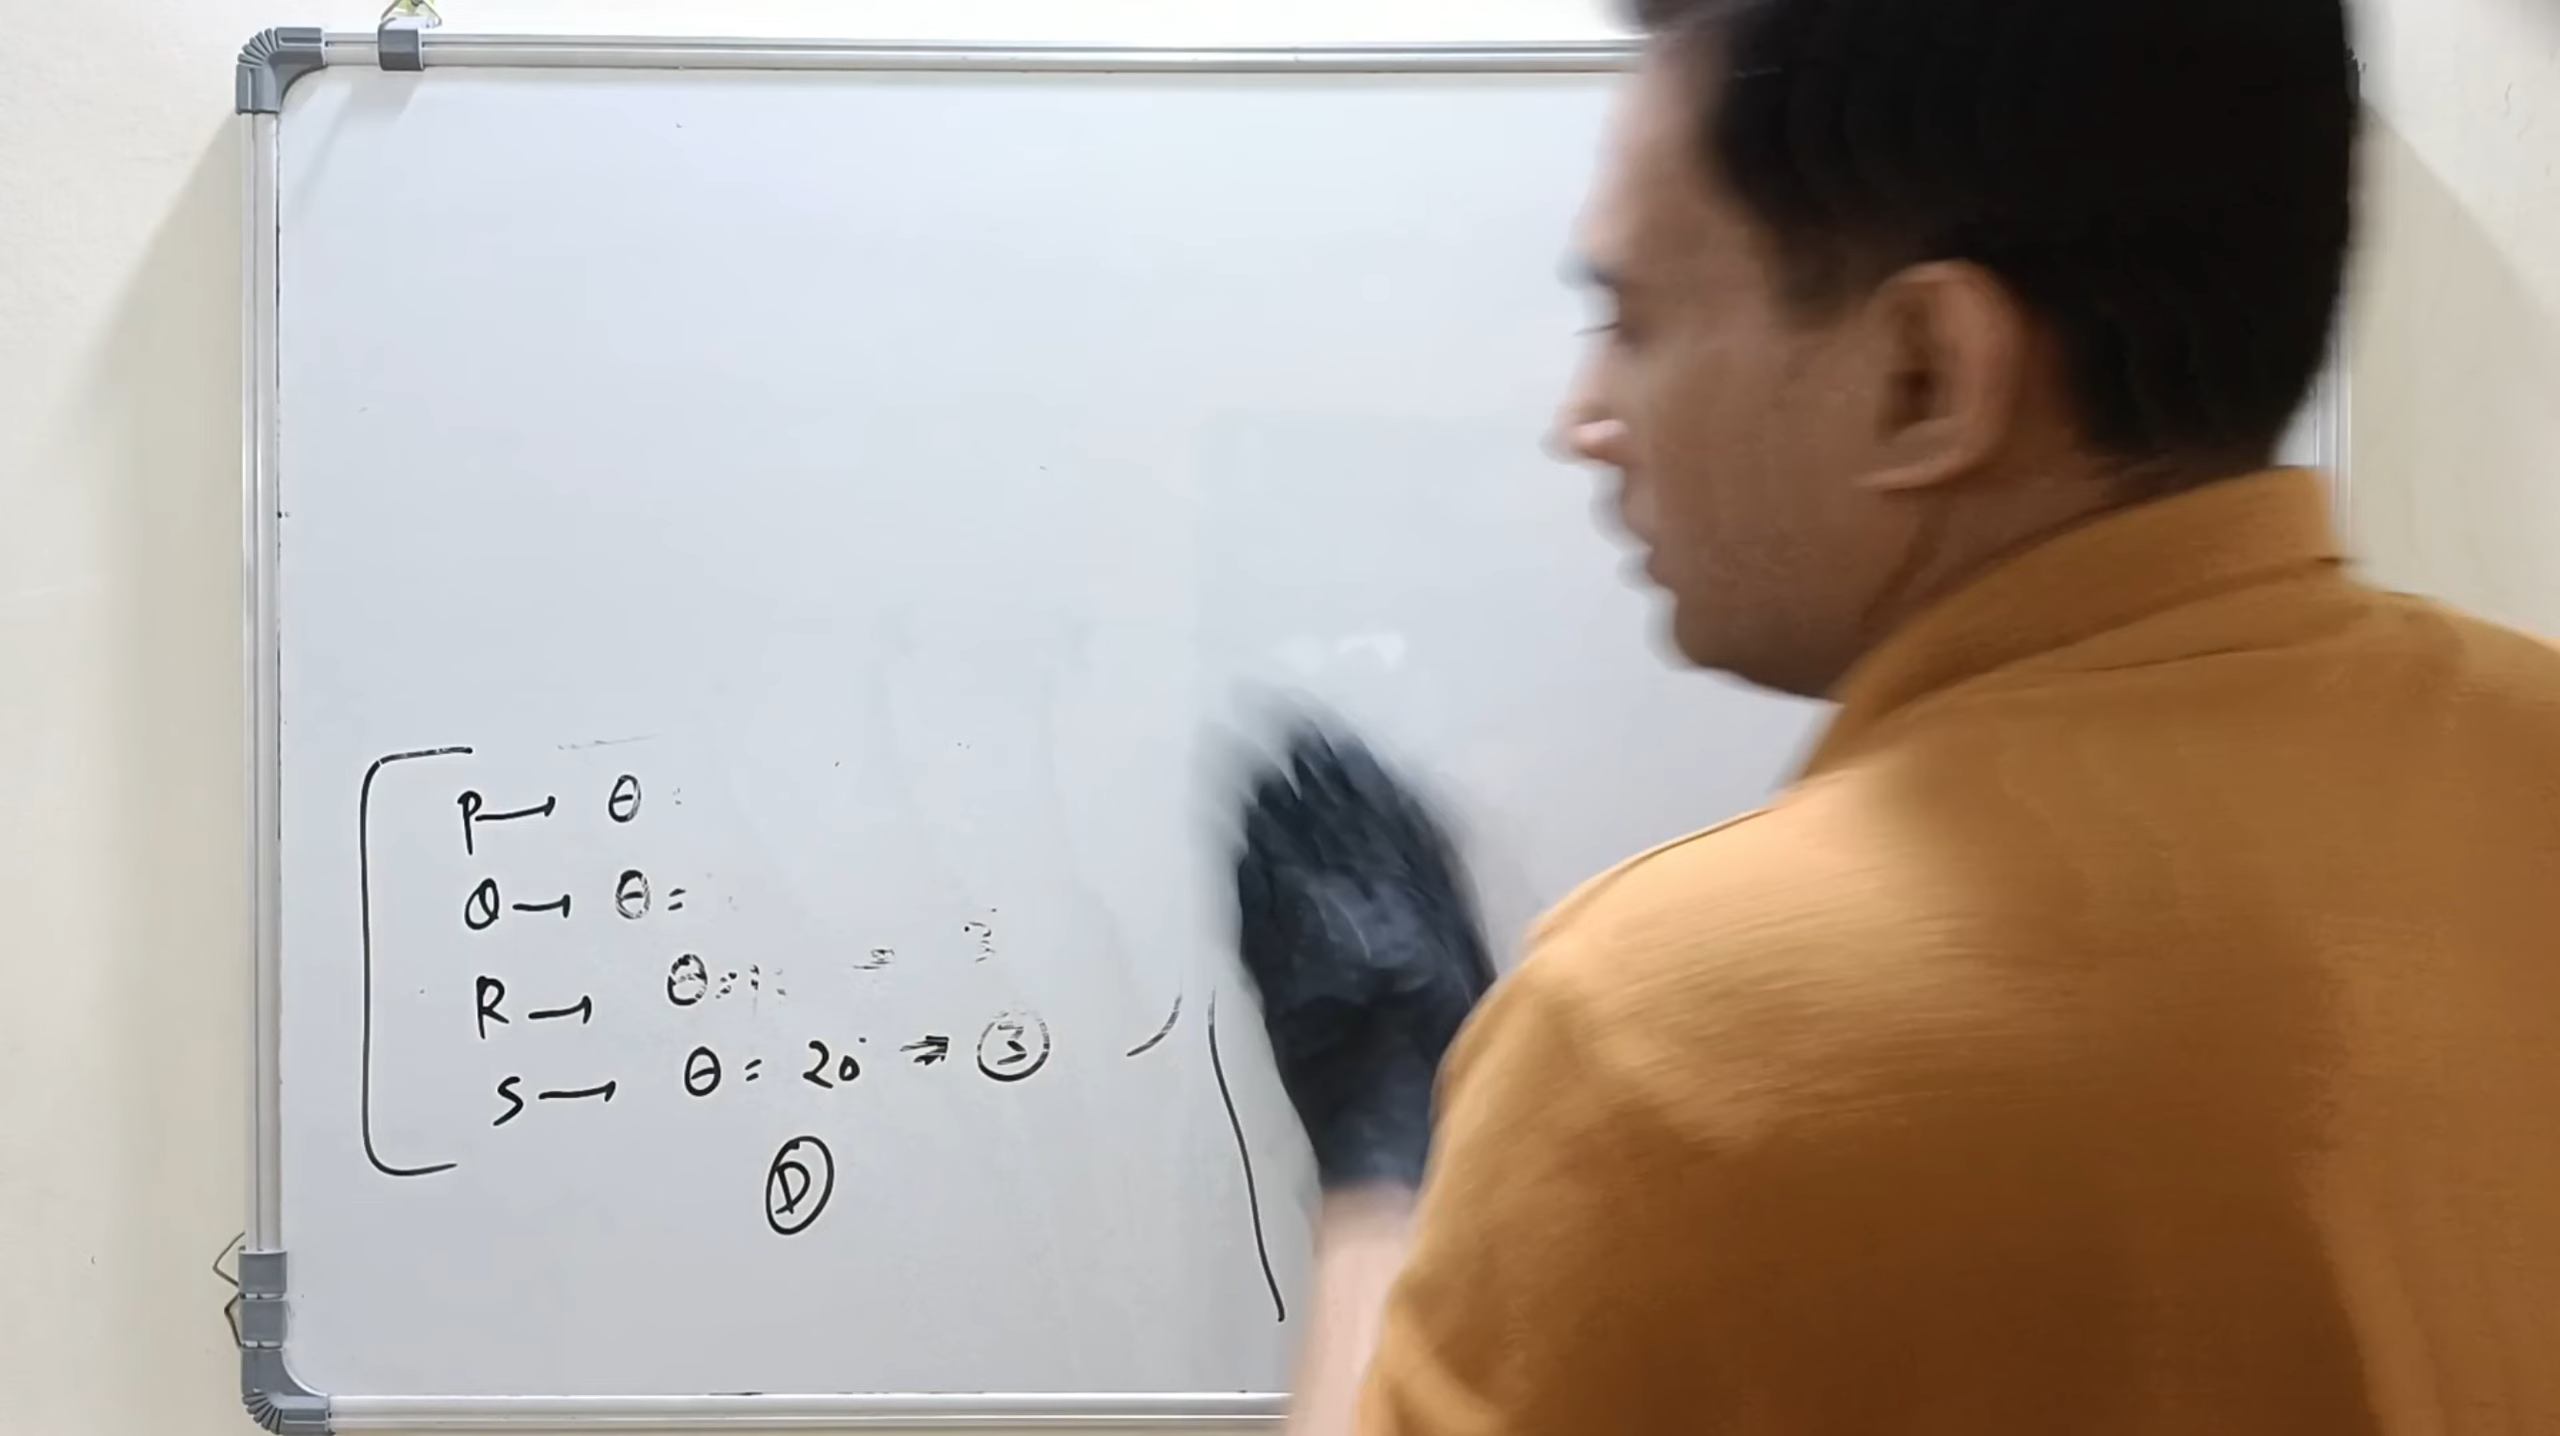 P → θ :
Q → θ =
R → θ =
S → θ = 20° ⇒ ③
Ⓓ